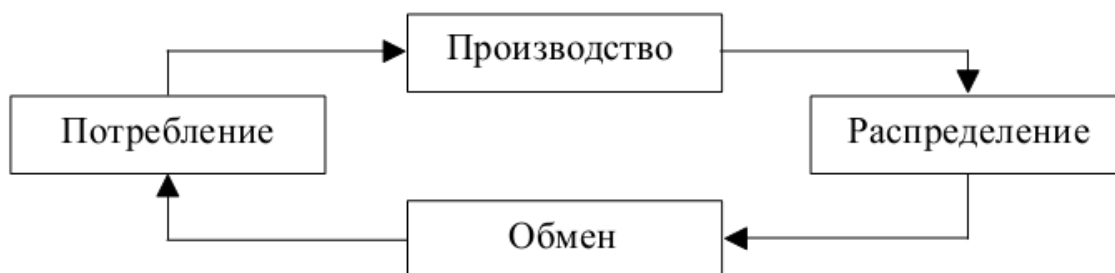 Производство
Потребление
Распределение
Обмен